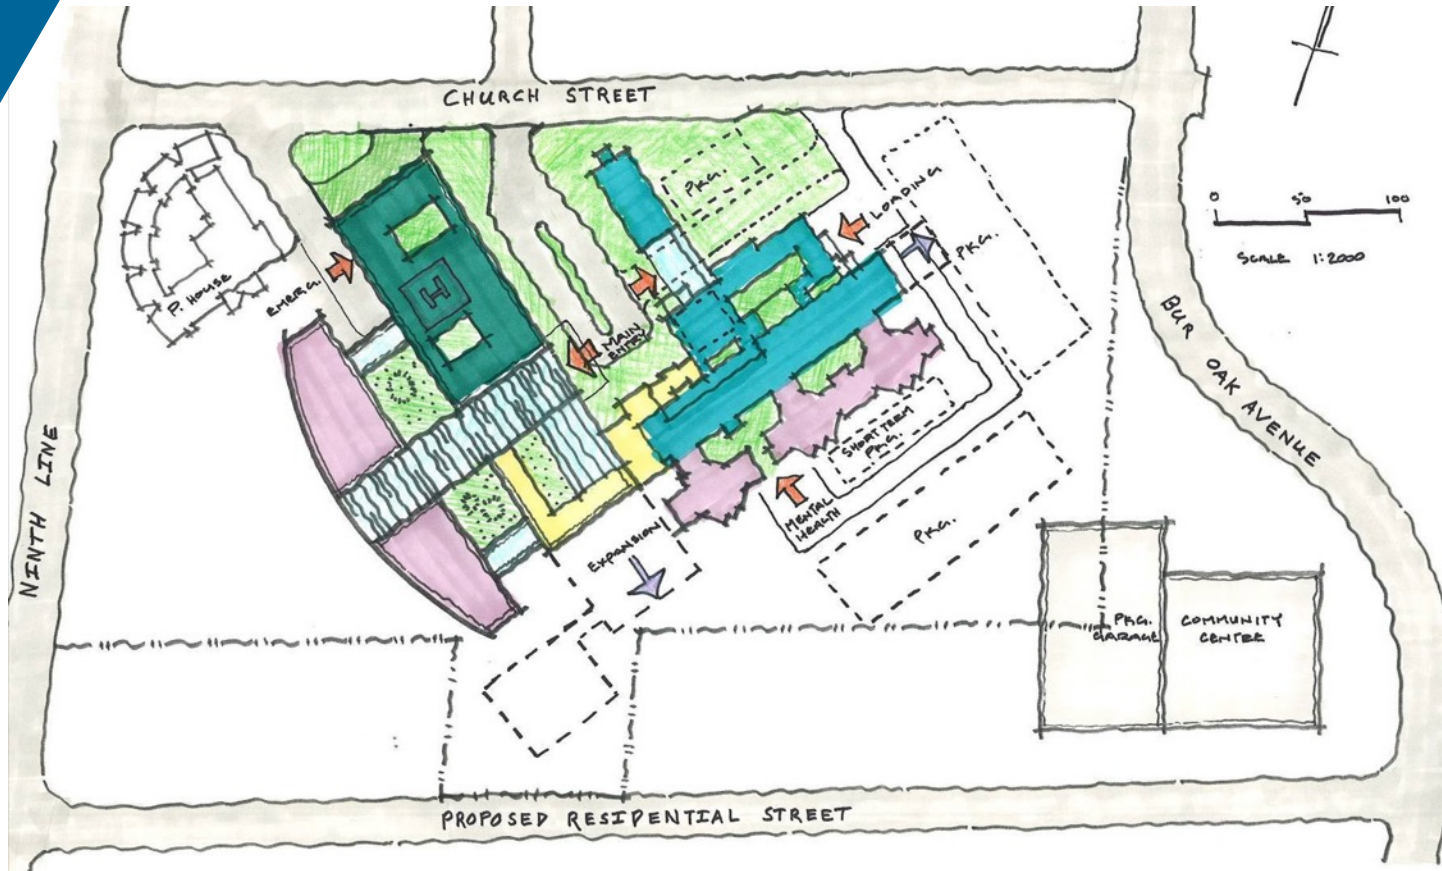 CHURCH STREET
PKG.
LOADING
PKG.
0 50 100
SCALE 1:2000
P. HOUSE
EMERG.
H
MAIN
ENTRY
BUR OAK AVENUE
NINTH LINE
SHORT TERM
PKG.
MENTAL
HEALTH
PKG.
EXPANSION
PKG.
GARAGE
COMMUNITY
CENTRE
PROPOSED RESIDENTIAL STREET